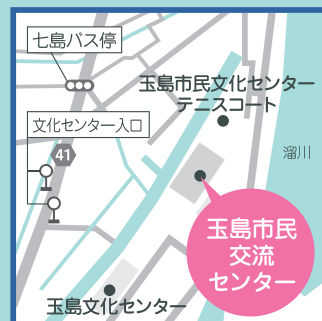 七島バス停
玉島市民文化センター
テニスコート
文化センター入口
41
溜川
玉島市民
交流
センター
玉島文化センター